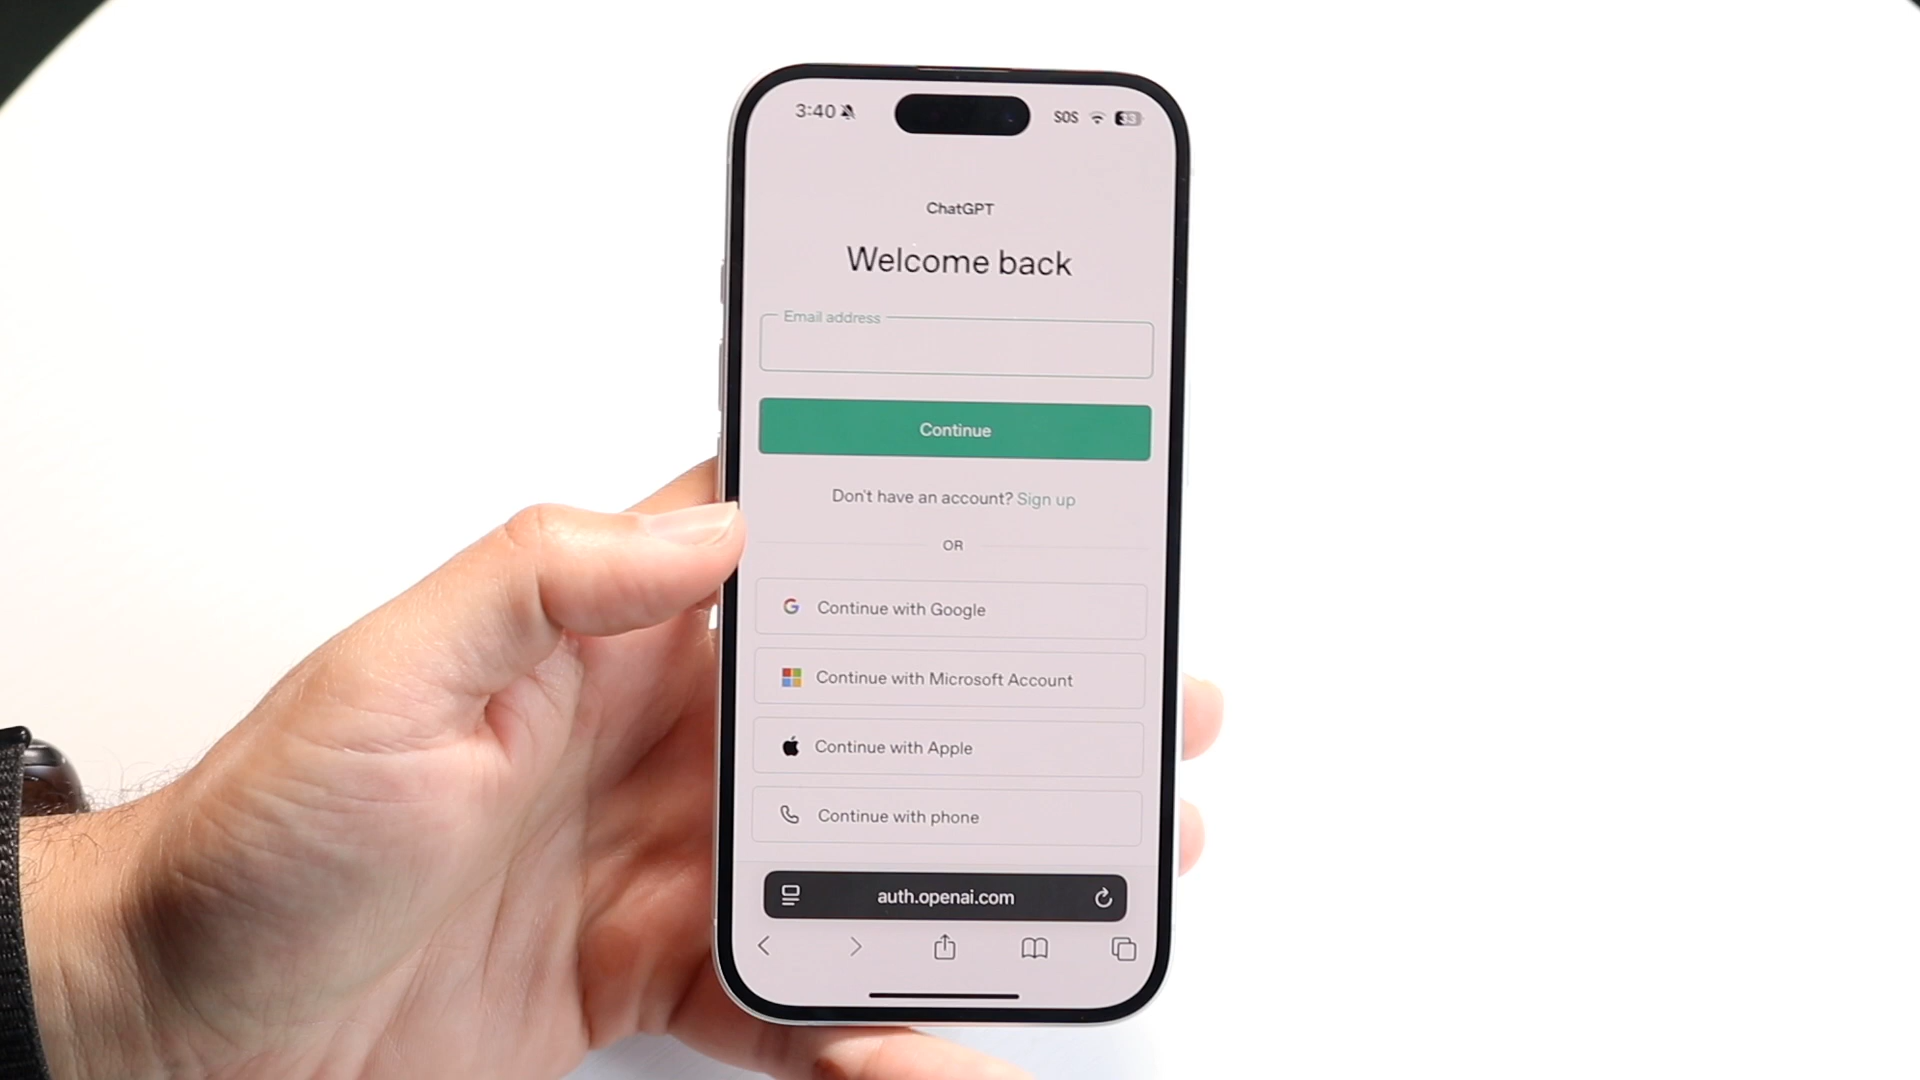 3:40 SOS 33
ChatGPT
Welcome back
Email address
Continue
Don't have an account? Sign up
OR
Continue with Google
Continue with Microsoft Account
Continue with Apple
Continue with phone
auth.openai.com